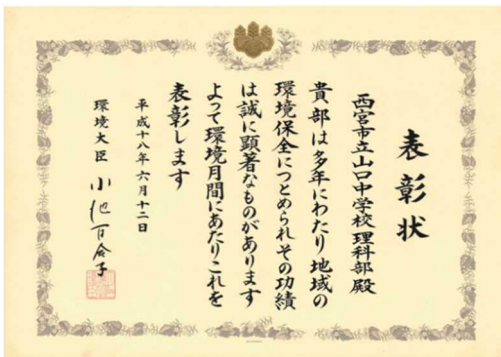 表彰状
西宮市立山口中学校理科部殿
貴部は多年にわたり地域の
環境保全につとめられその功績
は誠に顕著なものがあります
よって環境月間にあたりこれを
表彰します
平成十八年六月十二日
環境大臣 小池百合子